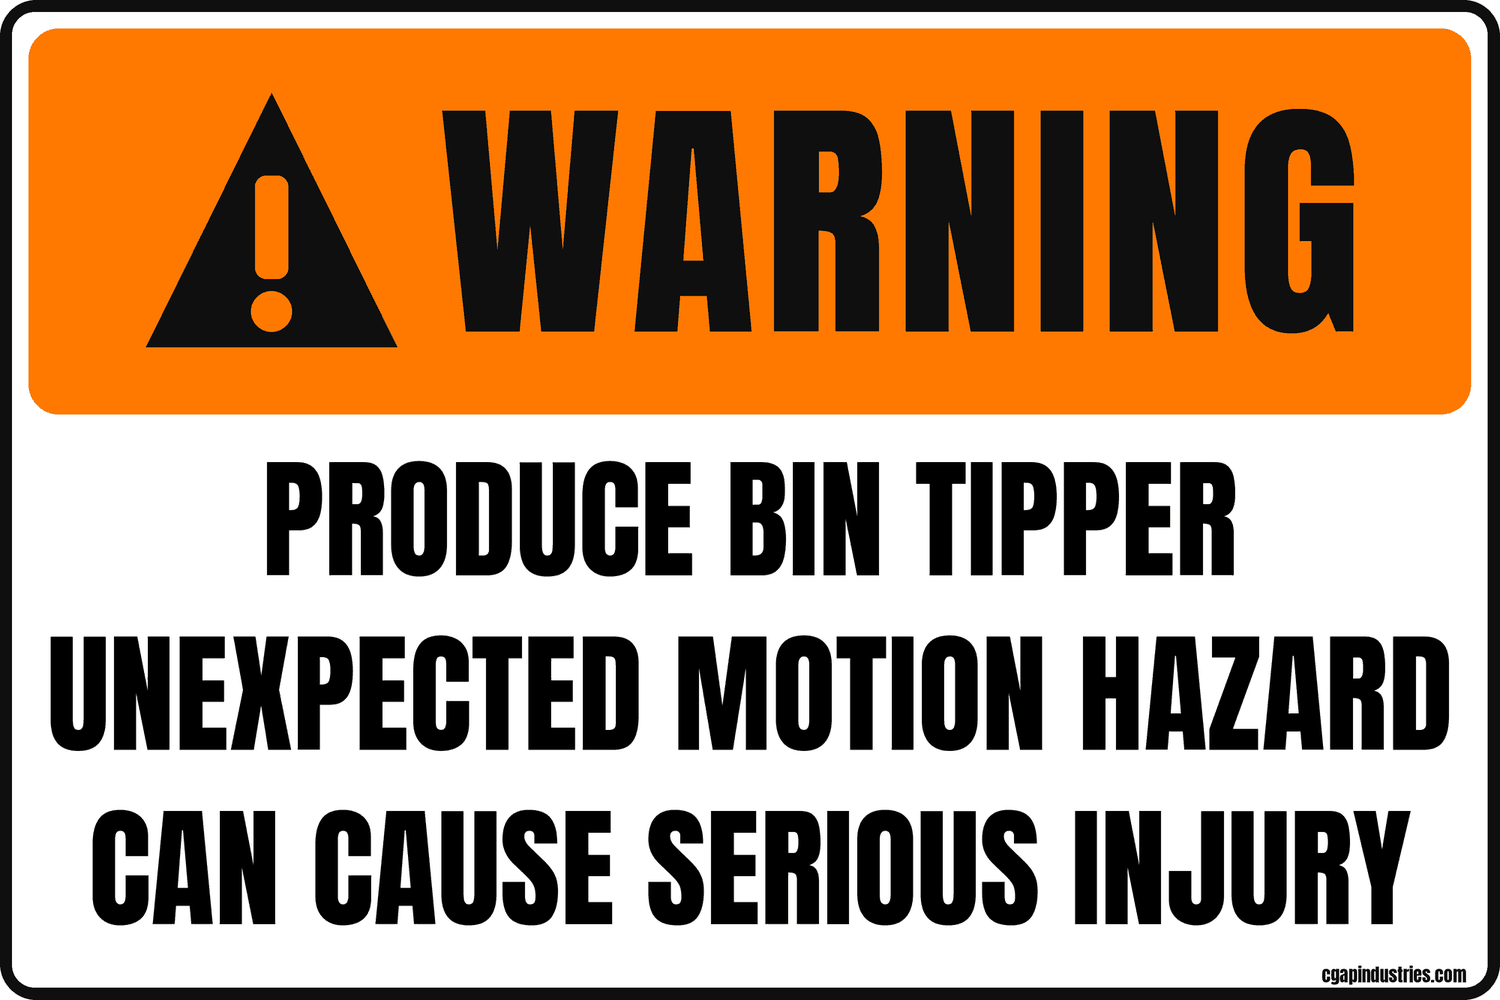 WARNING
PRODUCE BIN TIPPER
UNEXPECTED MOTION HAZARD
CAN CAUSE SERIOUS INJURY
cgapindustries.com